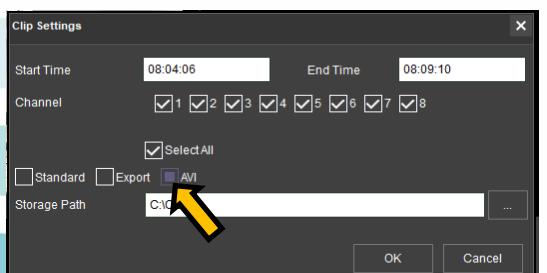 Clip Settings
Start Time 08:04:06 End Time 08:09:10
Channel 1 2 3 4 5 6 7 8
Select All
Standard Export AVI
Storage Path C:\ ...
OK Cancel